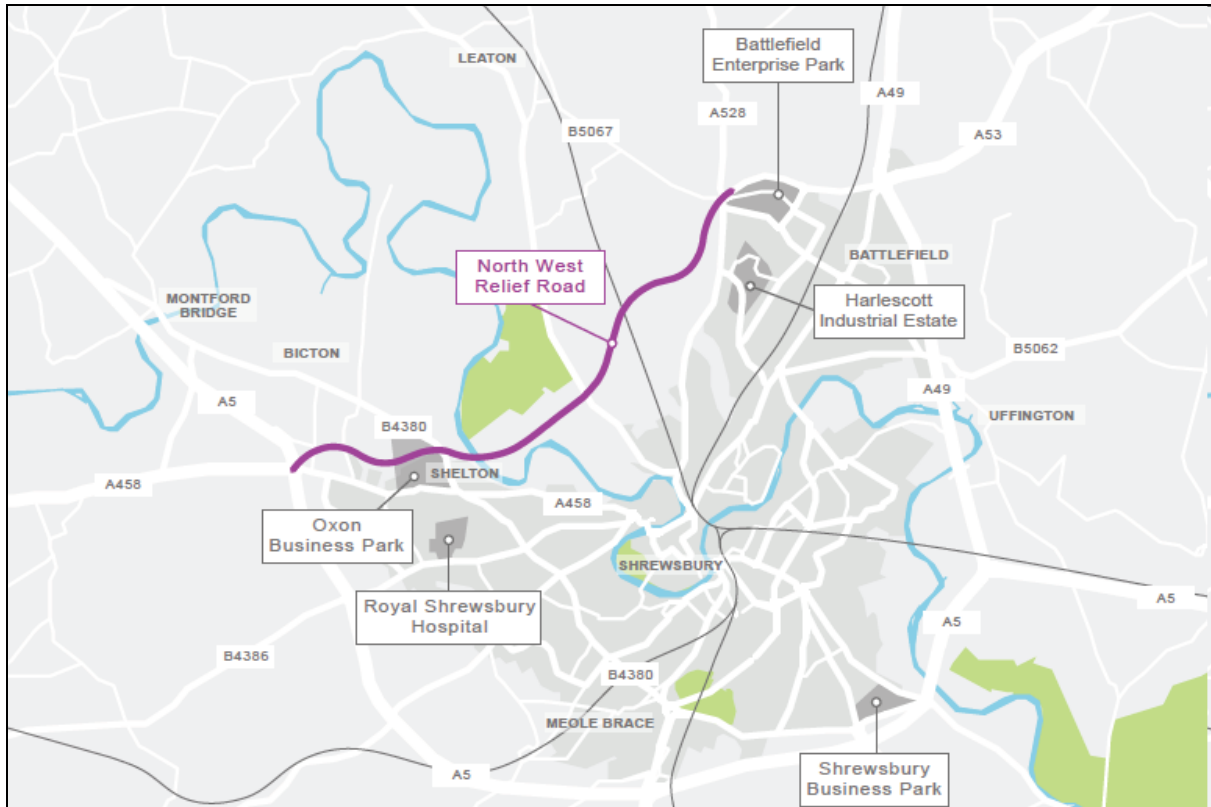 Battlefield
Enterprise Park
LEATON
A49
A528
B5067
A53
BATTLEFIELD
North West
Relief Road
Harlescott
Industrial Estate
MONTFORD
BRIDGE
BICTON
B5062
A49
A5
UFFINGTON
B4380
SHELTON
A458
A458
Oxon
Business Park
SHREWSBURY
Royal Shrewsbury
Hospital
A5
A5
B4386
B4380
MEOLE BRACE
A5
Shrewsbury
Business Park